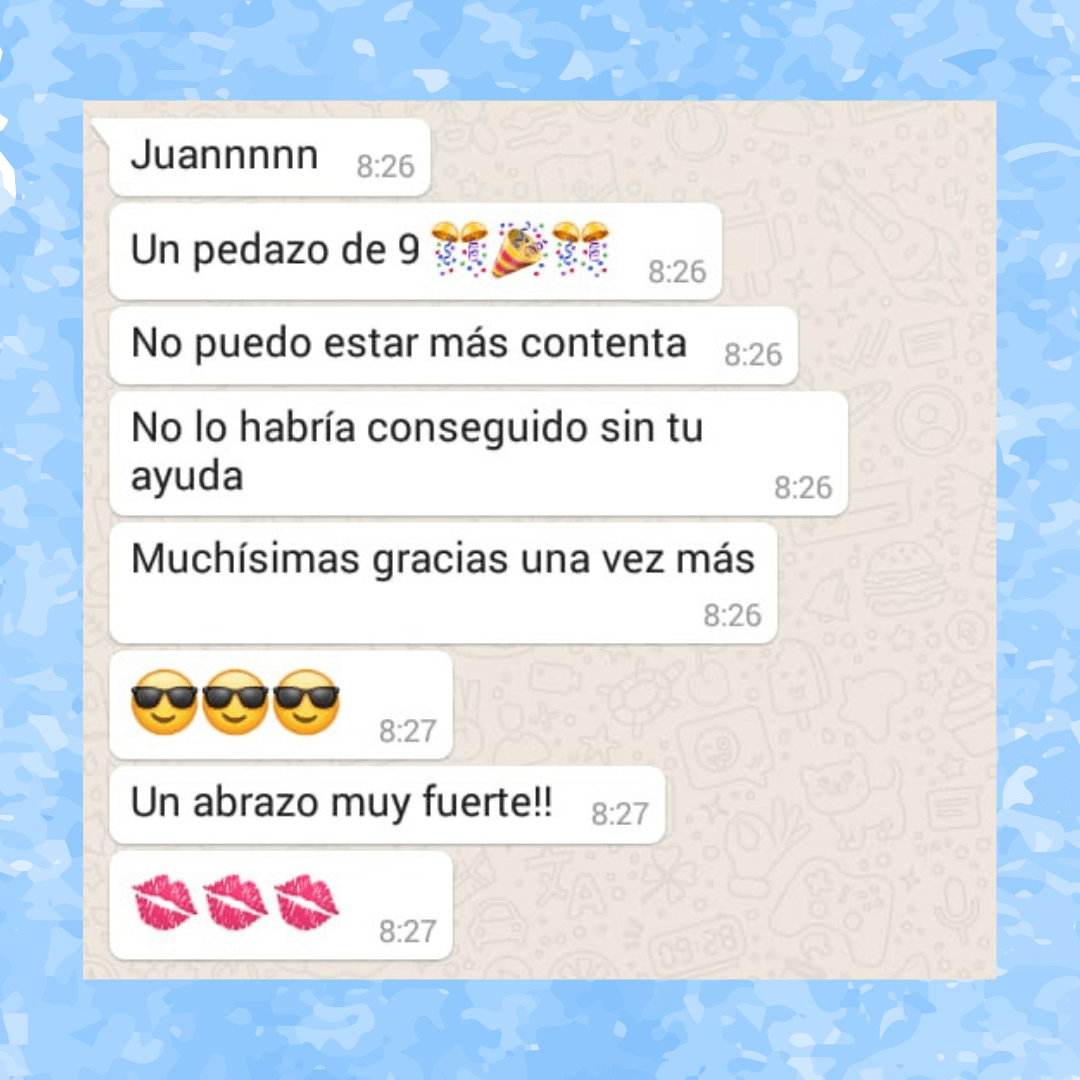 Juannnnn 8:26
Un pedazo de 9 🎊🎉🎊 8:26
No puedo estar más contenta 8:26
No lo habría conseguido sin tu
ayuda 8:26
Muchísimas gracias una vez más
8:26
😎😎😎 8:27
Un abrazo muy fuerte!! 8:27
💋💋💋 8:27